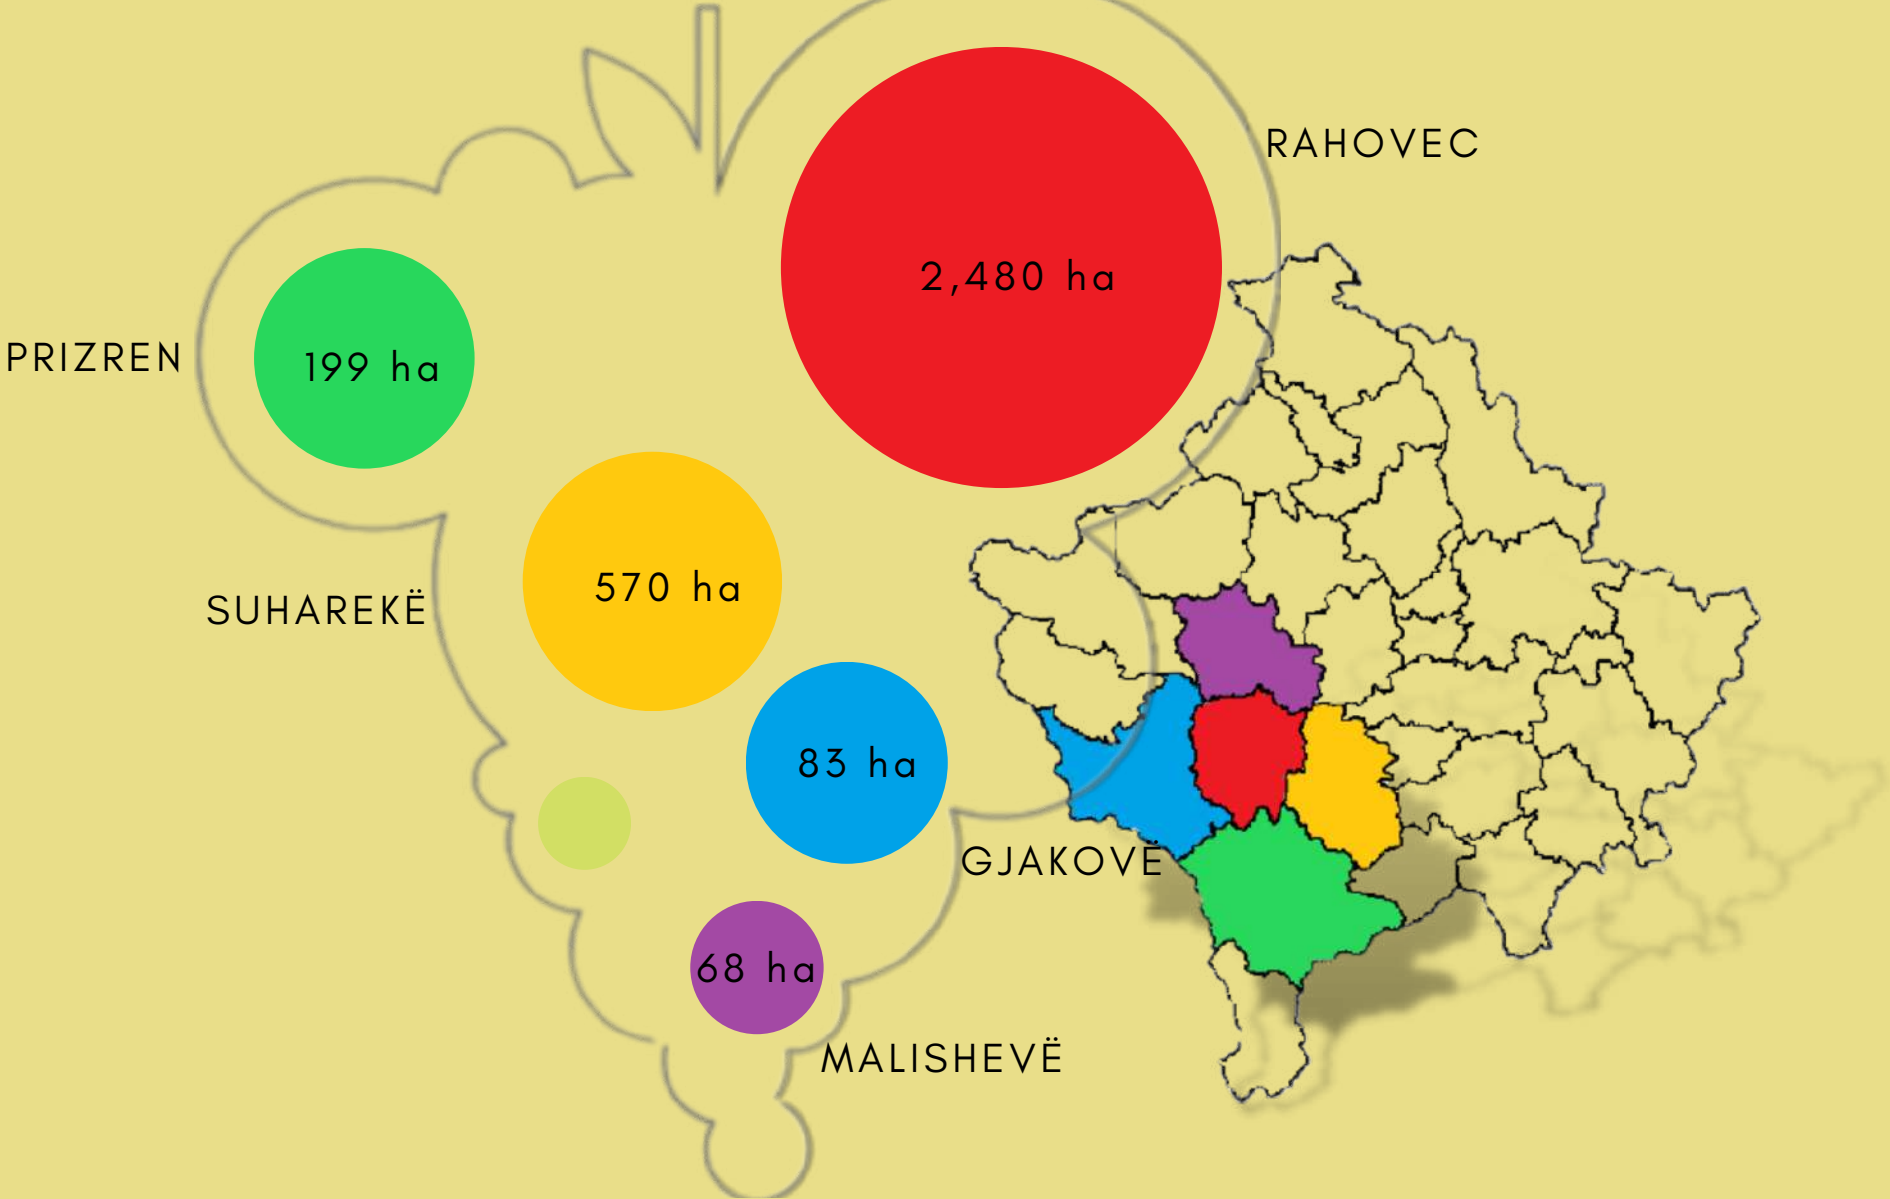 RAHOVEC
2,480 ha
PRIZREN
199 ha
570 ha
SUHAREKË
83 ha
GJAKOVË
68 ha
MALISHEVË